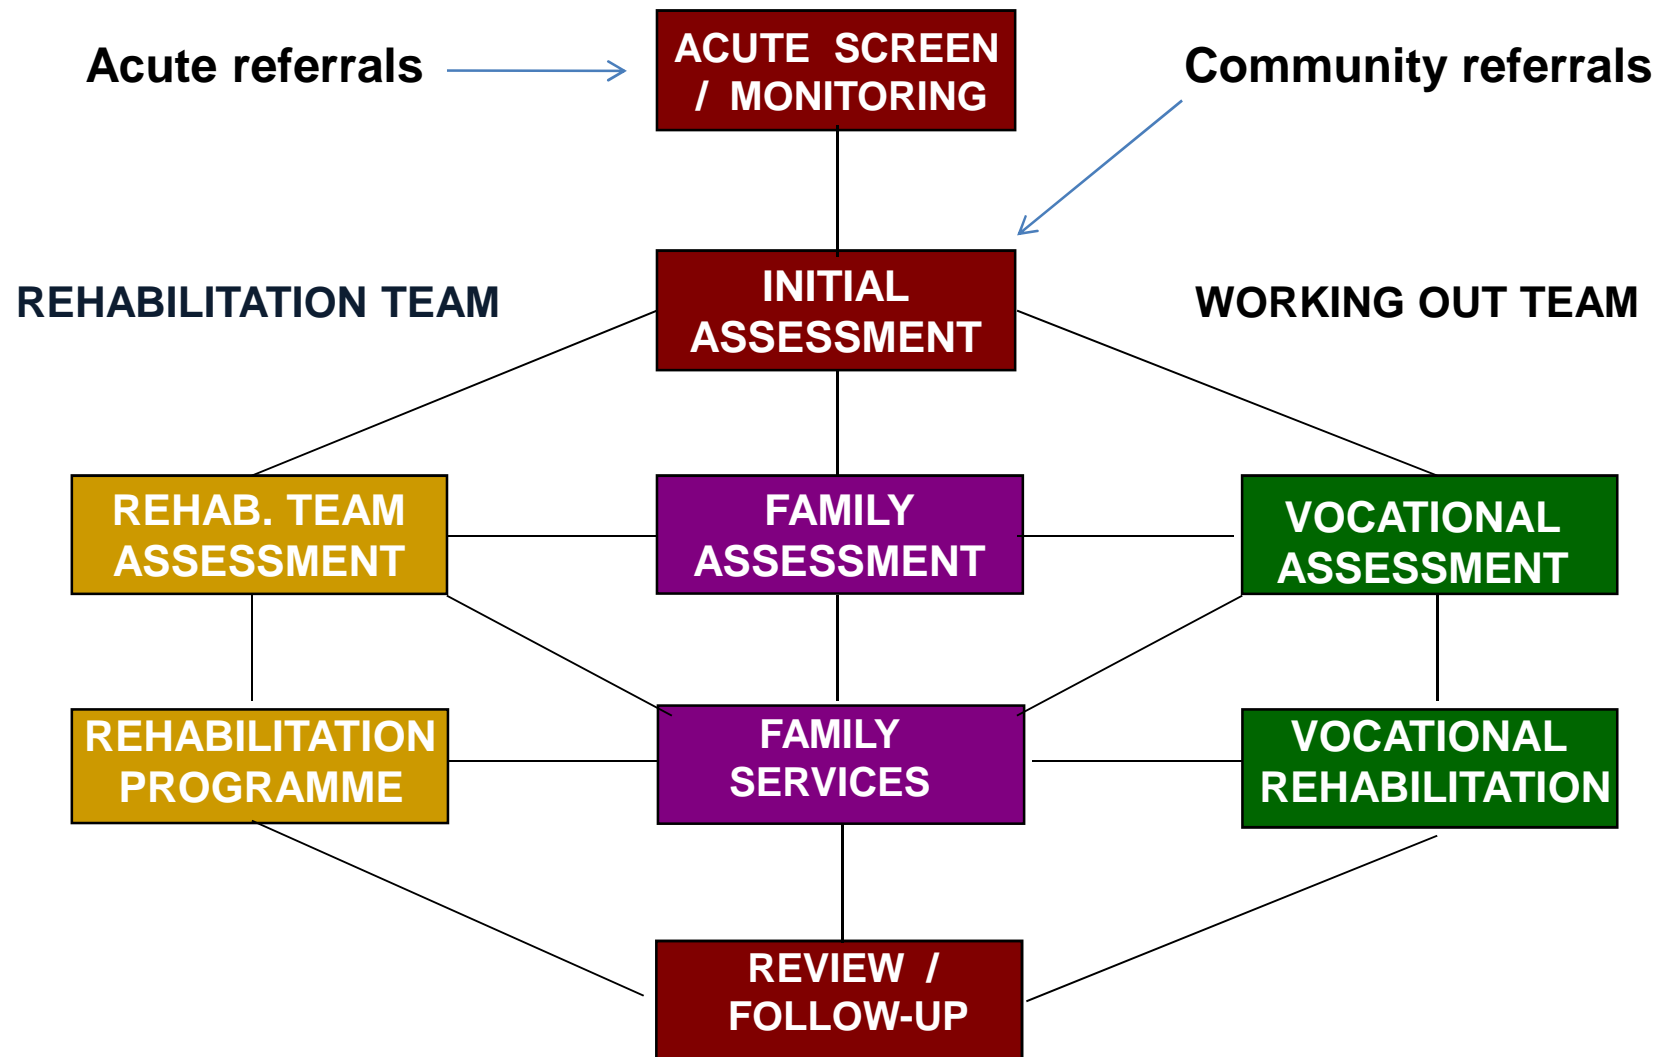 Acute referrals
ACUTE SCREEN
/ MONITORING
Community referrals
REHABILITATION TEAM
INITIAL
ASSESSMENT
WORKING OUT TEAM
REHAB. TEAM
ASSESSMENT
FAMILY
ASSESSMENT
VOCATIONAL
ASSESSMENT
REHABILITATION
PROGRAMME
FAMILY
SERVICES
VOCATIONAL
REHABILITATION
REVIEW /
FOLLOW-UP